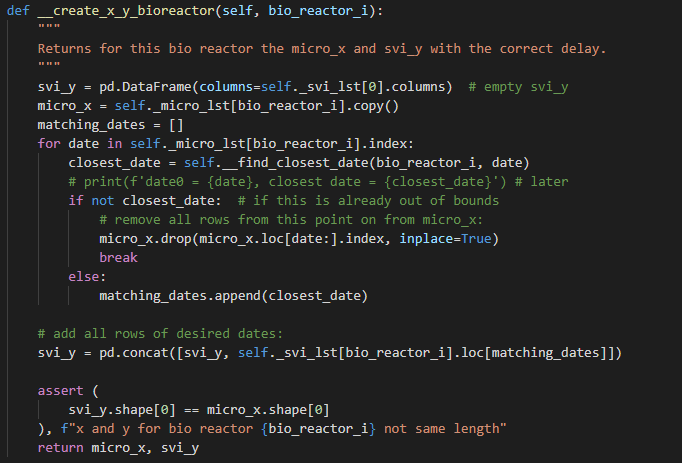 def __create_x_y_bioreactor(self, bio_reactor_i):
    """
    Returns for this bio reactor the micro_x and svi_y with the correct delay.
    """
    svi_y = pd.DataFrame(columns=self._svi_lst[0].columns)  # empty svi_y
    micro_x = self._micro_lst[bio_reactor_i].copy()
    matching_dates = []
    for date in self._micro_lst[bio_reactor_i].index:
        closest_date = self.__find_closest_date(bio_reactor_i, date)
        # print(f'date0 = {date}, closest date = {closest_date}') # later
        if not closest_date:  # if this is already out of bounds
            # remove all rows from this point on from micro_x:
            micro_x.drop(micro_x.loc[date:].index, inplace=True)
            break
        else:
            matching_dates.append(closest_date)
    # add all rows of desired dates:
    svi_y = pd.concat([svi_y, self._svi_lst[bio_reactor_i].loc[matching_dates]])
    assert (
        svi_y.shape[0] == micro_x.shape[0]
    ), f"x and y for bio reactor {bio_reactor_i} not same length"
    return micro_x, svi_y